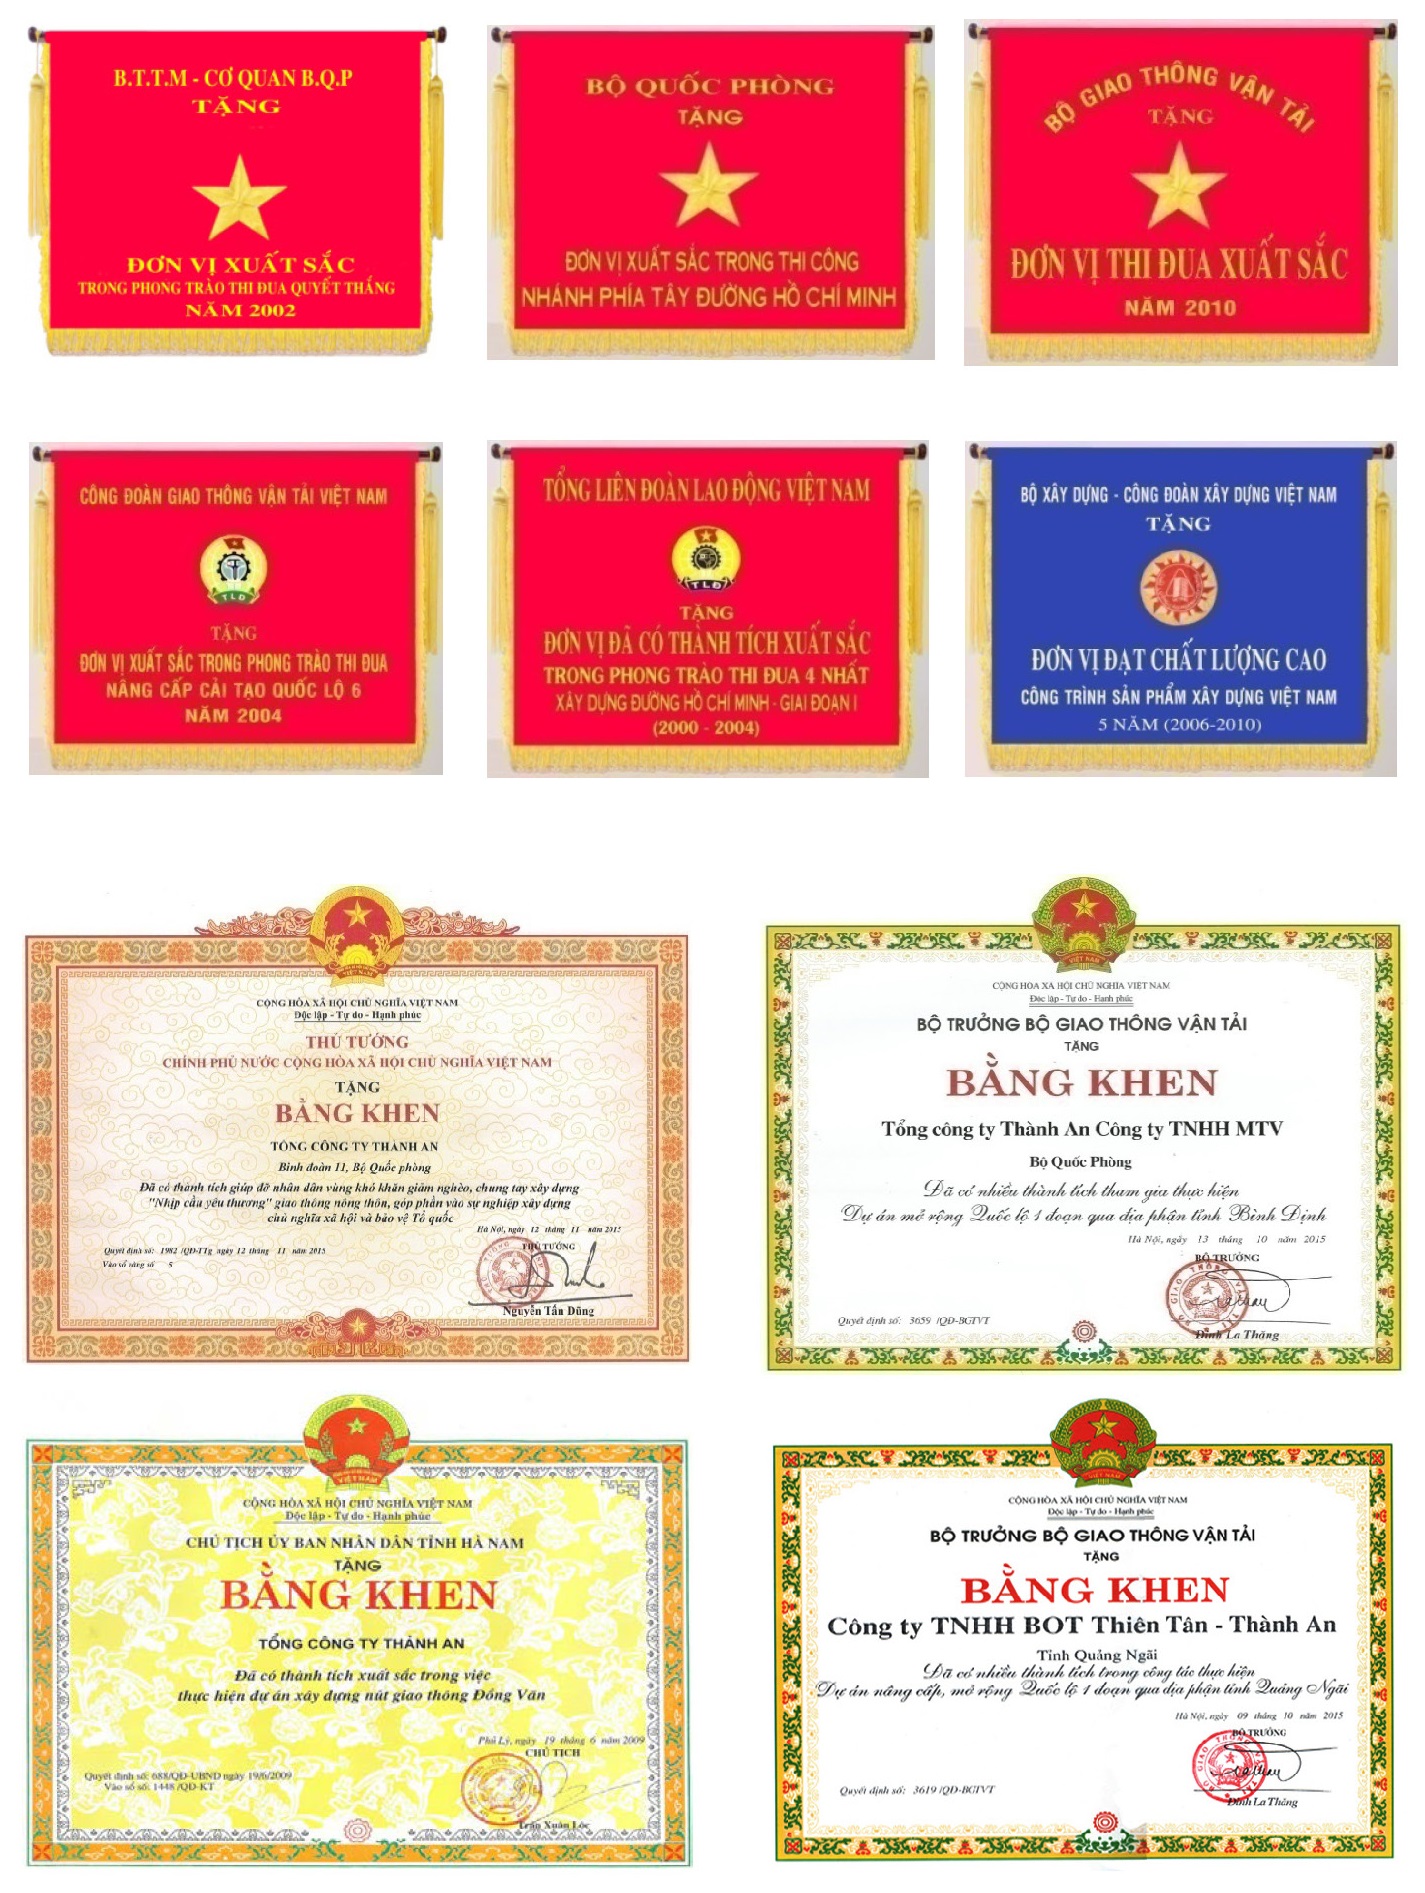 B.T.T.M - CƠ QUAN B.Q.P
TẶNG
ĐƠN VỊ XUẤT SẮC
TRONG PHONG TRÀO THI ĐUA QUYẾT THẮNG
NĂM 2002
BỘ QUỐC PHÒNG
TẶNG
ĐƠN VỊ XUẤT SẮC TRONG THI CÔNG
NHÁNH PHÍA TÂY ĐƯỜNG HỒ CHÍ MINH
BỘ GIAO THÔNG VẬN TẢI
TẶNG
ĐƠN VỊ THI ĐUA XUẤT SẮC
NĂM 2010
CÔNG ĐOÀN GIAO THÔNG VẬN TẢI VIỆT NAM
TLĐ
TẶNG
ĐƠN VỊ XUẤT SẮC TRONG PHONG TRÀO THI ĐUA
NÂNG CẤP CẢI TẠO QUỐC LỘ 6
NĂM 2004
TỔNG LIÊN ĐOÀN LAO ĐỘNG VIỆT NAM
TLĐ
TẶNG
ĐƠN VỊ ĐÃ CÓ THÀNH TÍCH XUẤT SẮC
TRONG PHONG TRÀO THI ĐUA 4 NHẤT
XÂY DỰNG ĐƯỜNG HỒ CHÍ MINH - GIAI ĐOẠN I
(2000 - 2004)
BỘ XÂY DỰNG - CÔNG ĐOÀN XÂY DỰNG VIỆT NAM
TẶNG
ĐƠN VỊ ĐẠT CHẤT LƯỢNG CAO
CÔNG TRÌNH SẢN PHẨM XÂY DỰNG VIỆT NAM
5 NĂM (2006-2010)
VIỆT NAM
CỘNG HÒA XÃ HỘI CHỦ NGHĨA VIỆT NAM
Độc lập - Tự do - Hạnh phúc
THỦ TƯỚNG
CHÍNH PHỦ NƯỚC CỘNG HÒA XÃ HỘI CHỦ NGHĨA VIỆT NAM
TẶNG
BẰNG KHEN
TỔNG CÔNG TY THÀNH AN
Binh đoàn 11, Bộ Quốc phòng
Đã có thành tích giúp đỡ nhân dân vùng khó khăn giảm nghèo, chung tay xây dựng
"Nhịp cầu yêu thương" giao thông nông thôn, góp phần vào sự nghiệp xây dựng
chủ nghĩa xã hội và bảo vệ Tổ quốc
Hà Nội, ngày 12 tháng 11 năm 2015
Quyết định số: 1982 /QĐ-TTg ngày 12 tháng 11 năm 2015
Vào sổ vàng số 5
THỦ TƯỚNG
Nguyễn Tấn Dũng
VIỆT NAM
CỘNG HÒA XÃ HỘI CHỦ NGHĨA VIỆT NAM
Độc lập - Tự do - Hạnh phúc
BỘ TRƯỞNG BỘ GIAO THÔNG VẬN TẢI
TẶNG
BẰNG KHEN
Tổng công ty Thành An Công ty TNHH MTV
Bộ Quốc Phòng
Đã có nhiều thành tích tham gia thực hiện
Dự án mở rộng Quốc lộ 1 đoạn qua địa phận tỉnh Bình Định
Hà Nội, ngày 13 tháng 10 năm 2015
BỘ TRƯỞNG
Quyết định số: 3659 /QĐ-BGTVT
Đinh La Thăng
VIỆT NAM
CỘNG HÒA XÃ HỘI CHỦ NGHĨA VIỆT NAM
Độc lập - Tự do - Hạnh phúc
CHỦ TỊCH ỦY BAN NHÂN DÂN TỈNH HÀ NAM
TẶNG
BẰNG KHEN
TỔNG CÔNG TY THÀNH AN
Đã có thành tích xuất sắc trong việc
thực hiện dự án xây dựng nút giao thông Đồng Văn
Phủ Lý, ngày 19 tháng 6 năm 2009
CHỦ TỊCH
Quyết định số: 688/QĐ-UBND ngày 19/6/2009
Vào sổ số: 1448 /QĐ-KT
Trần Xuân Lộc
VIỆT NAM
CỘNG HÒA XÃ HỘI CHỦ NGHĨA VIỆT NAM
Độc lập - Tự do - Hạnh phúc
BỘ TRƯỞNG BỘ GIAO THÔNG VẬN TẢI
TẶNG
BẰNG KHEN
Công ty TNHH BOT Thiên Tân - Thành An
Tỉnh Quảng Ngãi
Đã có nhiều thành tích trong công tác thực hiện
Dự án nâng cấp, mở rộng Quốc lộ 1 đoạn qua địa phận tỉnh Quảng Ngãi
Hà Nội, ngày 09 tháng 10 năm 2015
BỘ TRƯỞNG
Quyết định số: 3619 /QĐ-BGTVT
Đinh La Thăng